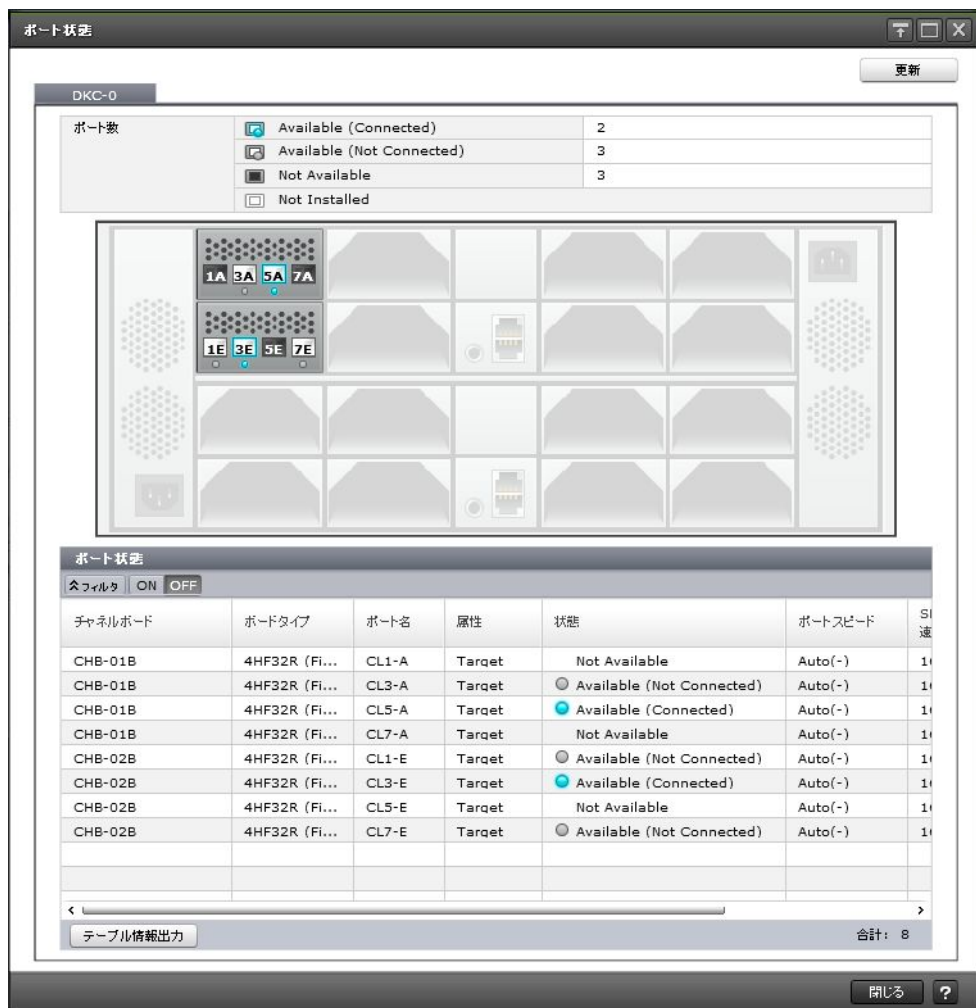 ポート状態
更新
DKC-0
ポート数 Available (Connected) 2
Available (Not Connected) 3
Not Available 3
Not Installed
1A 3A 5A 7A
1E 3E 5E 7E
ポート状態
フィルタ ON OFF
チャネルボード ボードタイプ ポート名 属性 状態 ポートスピード
CHB-01B 4HF32R (Fi... CL1-A Target Not Available Auto(-)
CHB-01B 4HF32R (Fi... CL3-A Target Available (Not Connected) Auto(-)
CHB-01B 4HF32R (Fi... CL5-A Target Available (Connected) Auto(-)
CHB-01B 4HF32R (Fi... CL7-A Target Not Available Auto(-)
CHB-02B 4HF32R (Fi... CL1-E Target Available (Not Connected) Auto(-)
CHB-02B 4HF32R (Fi... CL3-E Target Available (Connected) Auto(-)
CHB-02B 4HF32R (Fi... CL5-E Target Not Available Auto(-)
CHB-02B 4HF32R (Fi... CL7-E Target Available (Not Connected) Auto(-)
テーブル情報出力 合計: 8
閉じる ?